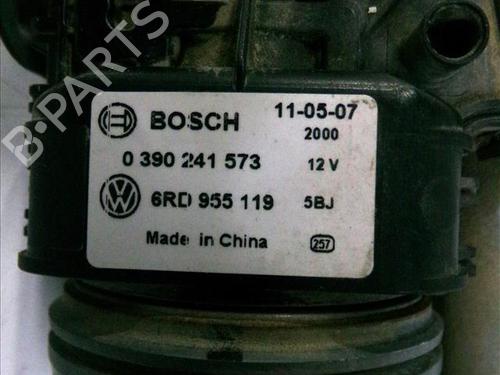 B-PARTS
BOSCH 11-05-07
2000
0 390 241 573 12 V
VW 6RD 955 119 5BJ
Made in China 257